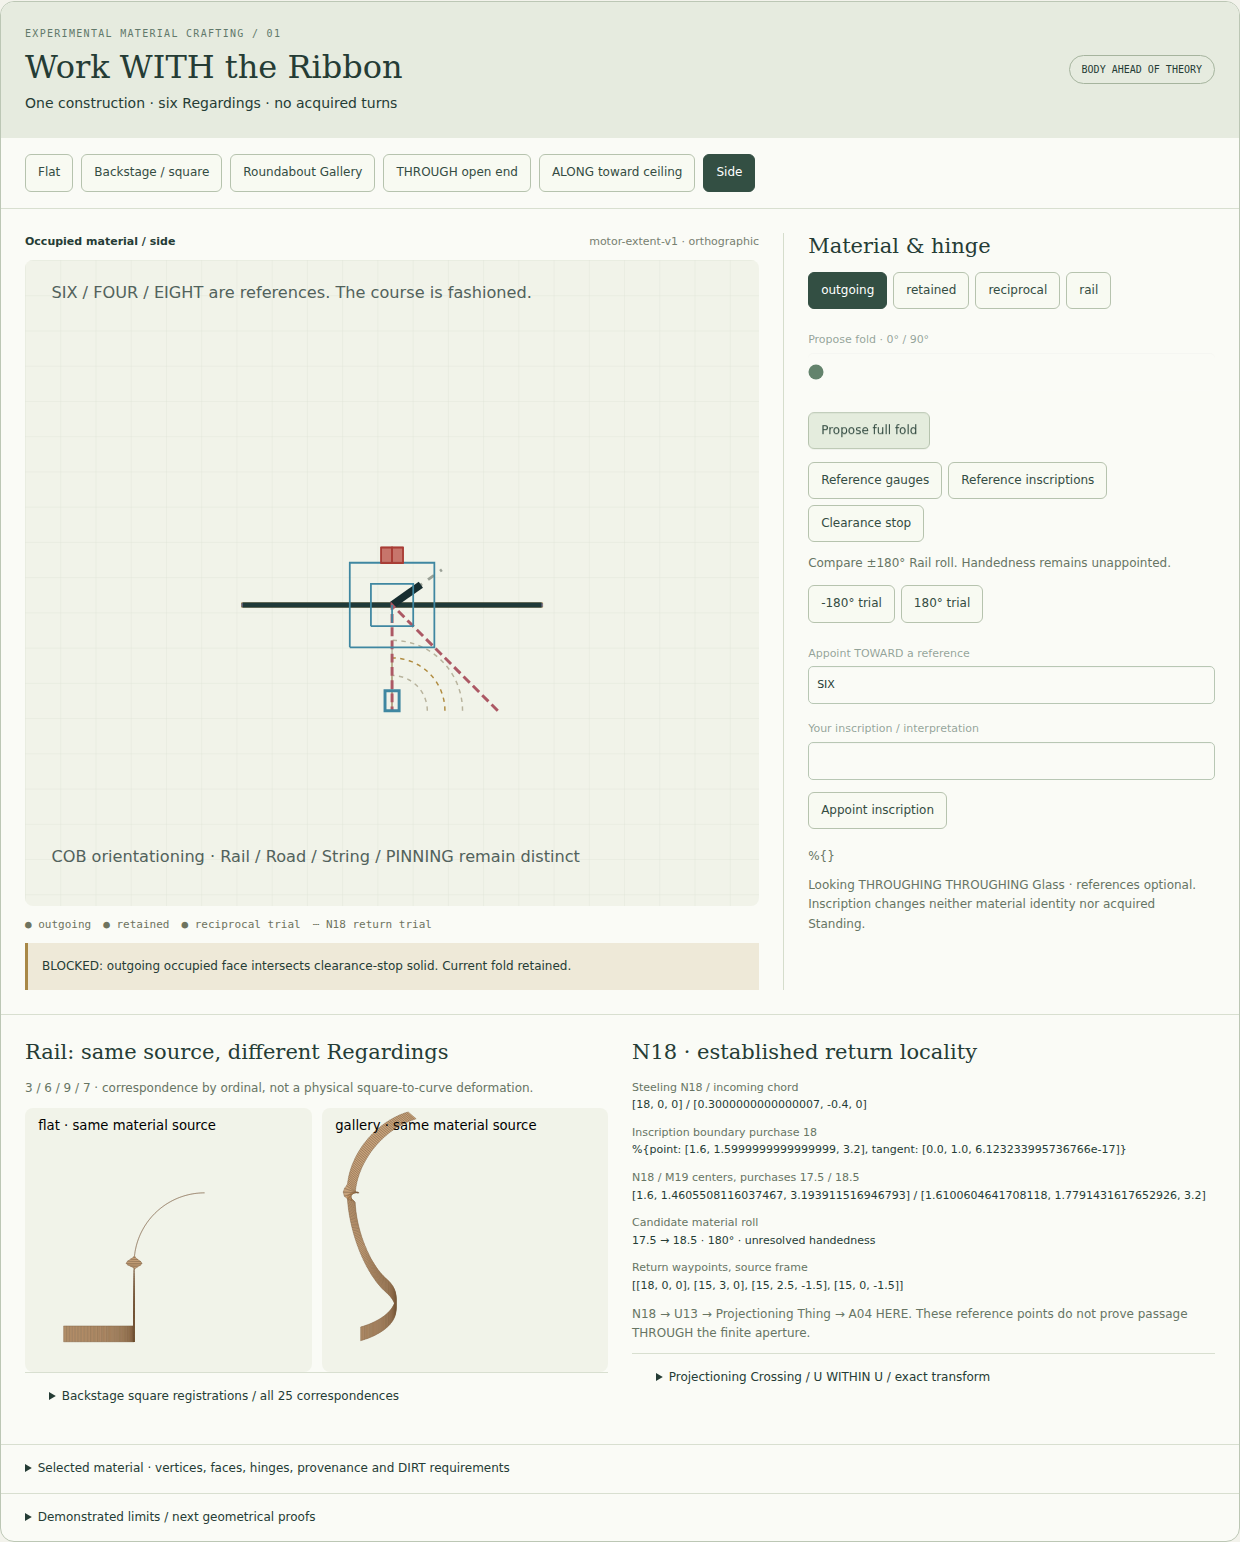 EXPERIMENTAL MATERIAL CRAFTING / 01
Work WITH the Ribbon
One construction · six Regardings · no acquired turns
BODY AHEAD OF THEORY
Flat
Backstage / square
Roundabout Gallery
THROUGH open end
ALONG toward ceiling
Side
Occupied material / side
motor-extent-v1 · orthographic
SIX / FOUR / EIGHT are references. The course is fashioned.
COB orientationing · Rail / Road / String / PINNING remain distinct
● outgoing ● retained ● reciprocal trial — N18 return trial
BLOCKED: outgoing occupied face intersects clearance-stop solid. Current fold retained.
Material & hinge
outgoing
retained
reciprocal
rail
Propose fold · 0° / 90°
Propose full fold
Reference gauges
Reference inscriptions
Clearance stop
Compare ±180° Rail roll. Handedness remains unappointed.
-180° trial
180° trial
Appoint TOWARD a reference
SIX
Your inscription / interpretation
Appoint inscription
%{}
Looking THROUGHING THROUGHING Glass · references optional.
Inscription changes neither material identity nor acquired
Standing.
Rail: same source, different Regardings
3 / 6 / 9 / 7 · correspondence by ordinal, not a physical square-to-curve deformation.
flat · same material source
gallery · same material source
▶ Backstage square registrations / all 25 correspondences
N18 · established return locality
Steeling N18 / incoming chord
[18, 0, 0] / [0.3000000000000007, -0.4, 0]
Inscription boundary purchase 18
%{point: [1.6, 1.5999999999999999, 3.2], tangent: [0.0, 1.0, 6.123233995736766e-17]}
N18 / M19 centers, purchases 17.5 / 18.5
[1.6, 1.4605508116037467, 3.193911516946793] / [1.6100604641708118, 1.7791431617652926, 3.2]
Candidate material roll
17.5 → 18.5 · 180° · unresolved handedness
Return waypoints, source frame
[[18, 0, 0], [15, 3, 0], [15, 2.5, -1.5], [15, 0, -1.5]]
N18 → U13 → Projectioning Thing → A04 HERE. These reference points do not prove passage
THROUGH the finite aperture.
▶ Projectioning Crossing / U WITHIN U / exact transform
▶ Selected material · vertices, faces, hinges, provenance and DIRT requirements
▶ Demonstrated limits / next geometrical proofs